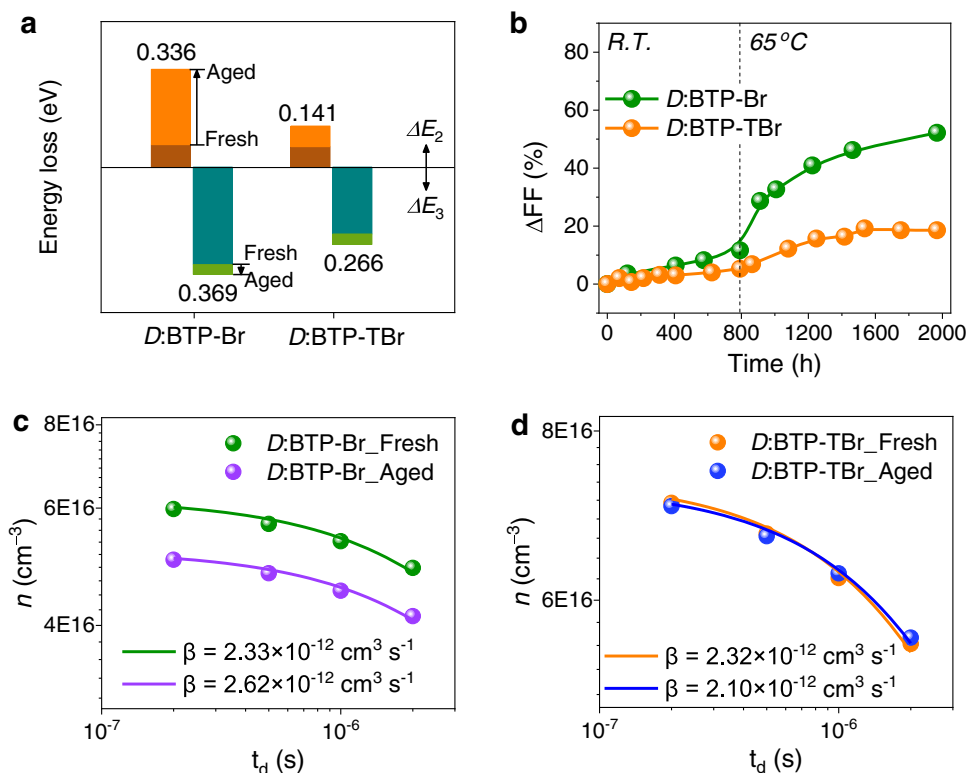 a
Energy loss (eV)
0.336
Aged
Fresh
0.141
ΔE2
ΔE3
Fresh
Aged
0.369
0.266
D:BTP-Br
D:BTP-TBr
b
R.T.
65°C
D:BTP-Br
D:BTP-TBr
ΔFF (%)
80
60
40
20
0
0 400 800 1200 1600 2000
Time (h)
c
D:BTP-Br_Fresh
D:BTP-Br_Aged
n (cm⁻³)
8E16
6E16
4E16
β = 2.33×10⁻¹² cm³ s⁻¹
β = 2.62×10⁻¹² cm³ s⁻¹
10⁻⁷ 10⁻⁶
td (s)
d
D:BTP-TBr_Fresh
D:BTP-TBr_Aged
n (cm⁻³)
8E16
6E16
β = 2.32×10⁻¹² cm³ s⁻¹
β = 2.10×10⁻¹² cm³ s⁻¹
10⁻⁷ 10⁻⁶
td (s)